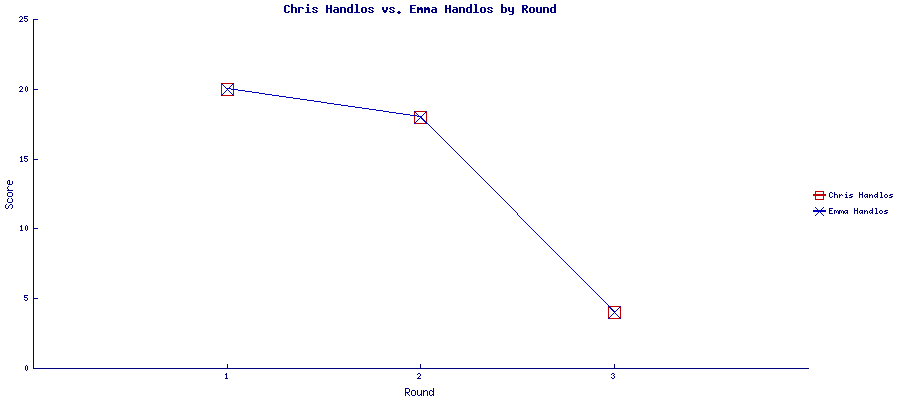 Chris Handlos vs. Emma Handlos by Round
25
20
15
10
5
0
Score
1
2
3
Round
Chris Handlos
Emma Handlos